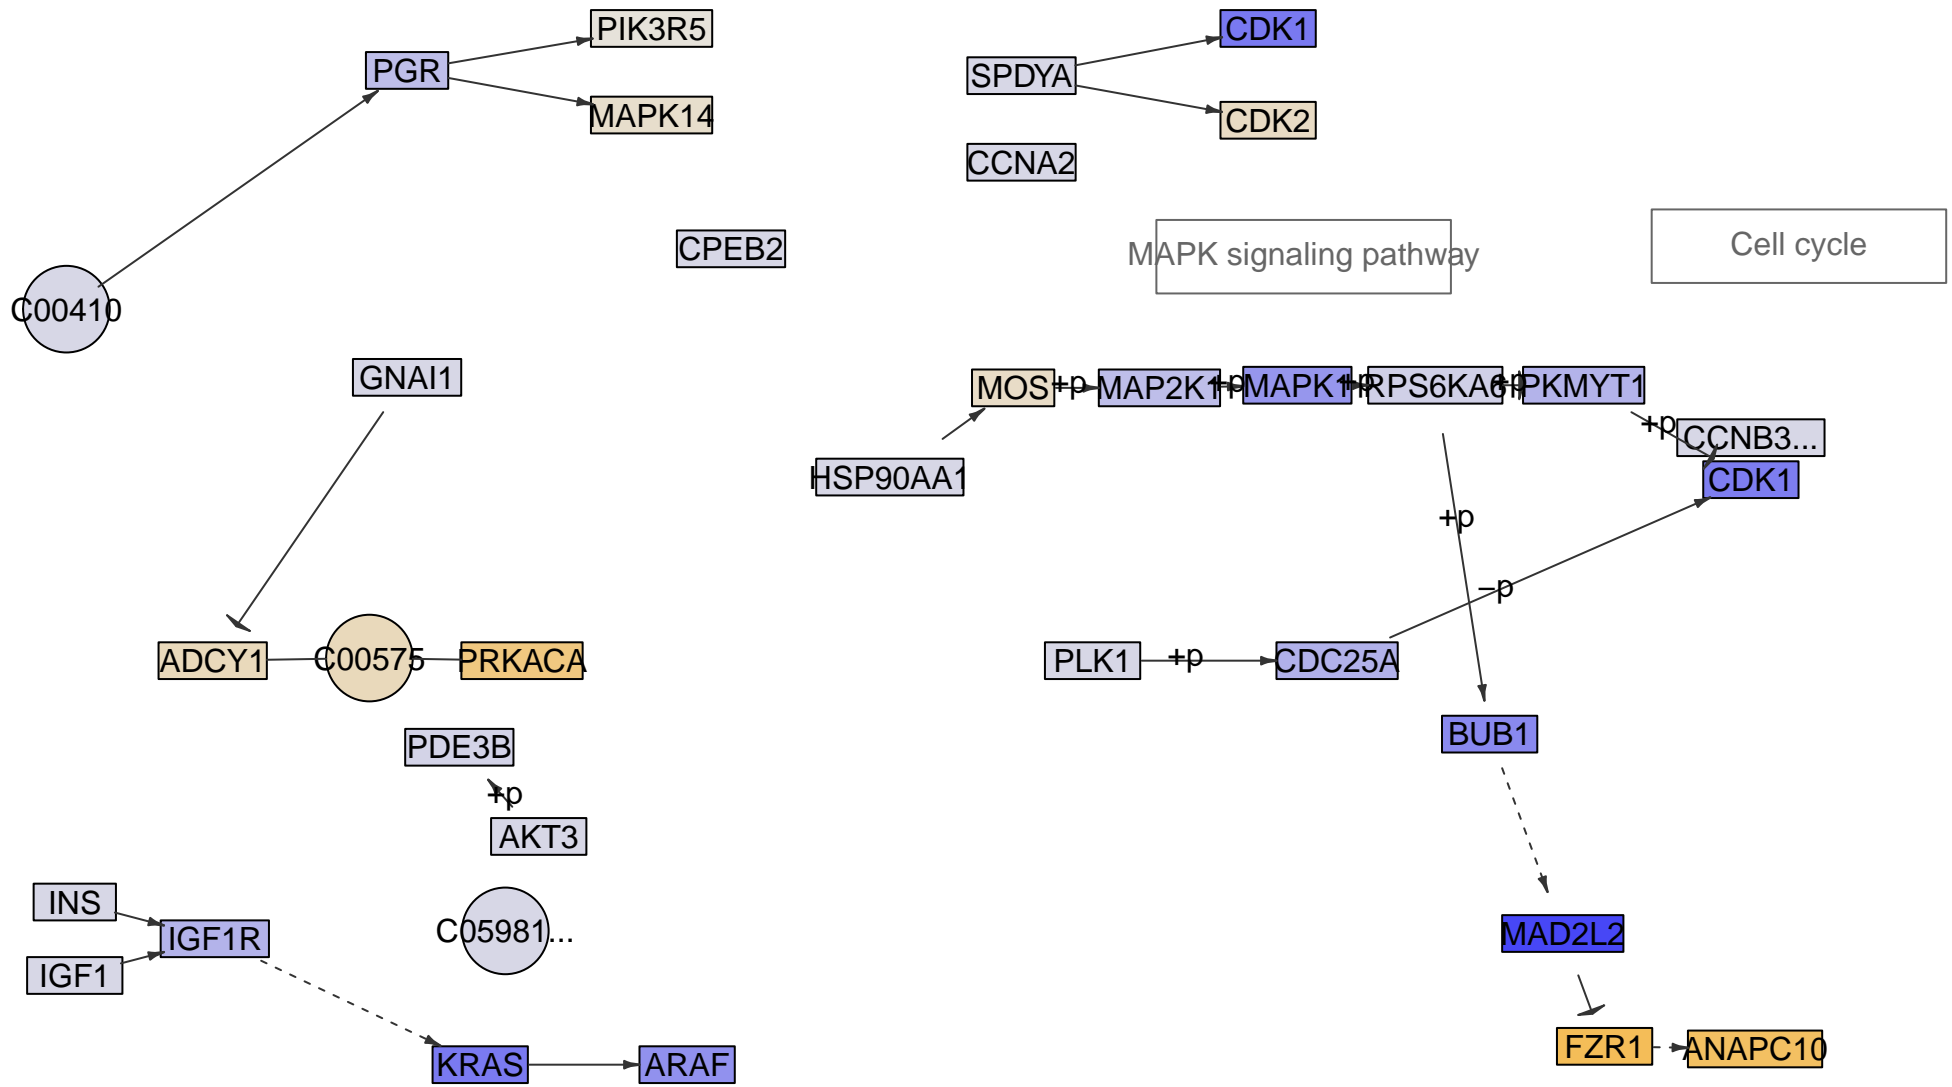 PIK3R5
CDK1
PGR
SPDYA
MAPK14
CDK2
CCNA2
CPEB2
MAPK signaling pathway
Cell cycle
C00410
GNAI1
MOS
+p
MAP2K1
+p
MAPK1
+p
RPS6KA6
+p
PKMYT1
+p
CCNB3...
HSP90AA1
CDK1
+p
−p
ADCY1
C00575
PRKACA
PLK1
+p
CDC25A
BUB1
PDE3B
+p
AKT3
INS
IGF1R
C05981...
MAD2L2
IGF1
FZR1
ANAPC10
KRAS
ARAF